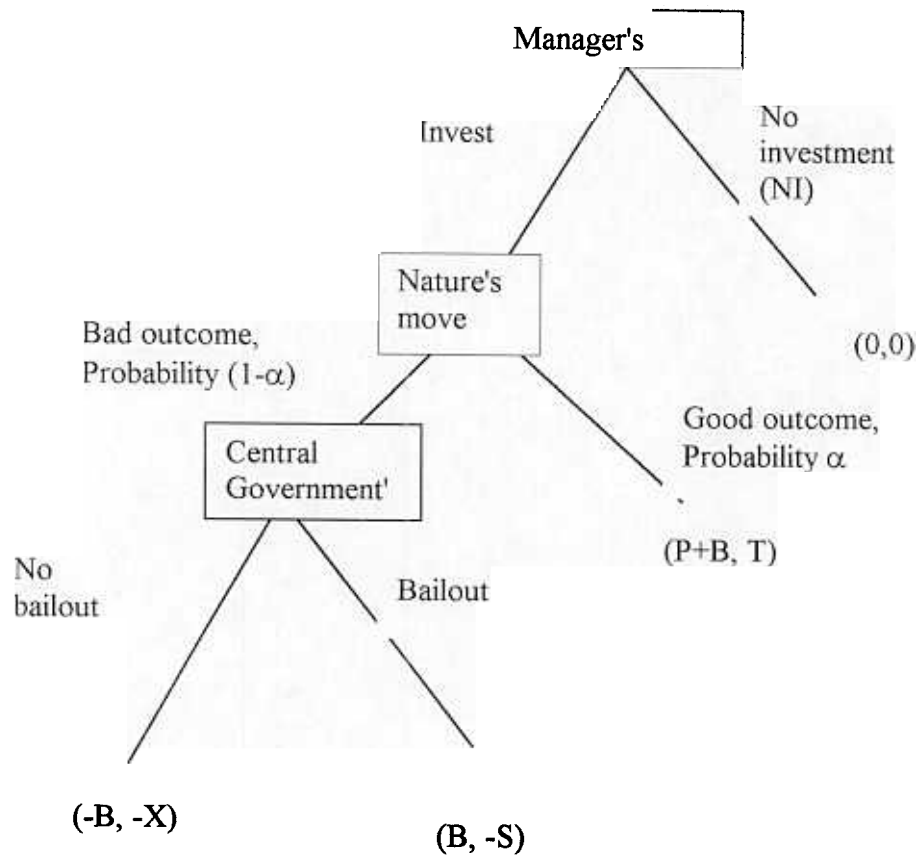 Manager's
Invest
No
investment
(NI)
Nature's
move
Bad outcome,
Probability (1-α)
(0,0)
Good outcome,
Probability α
Central
Government'
(P+B, T)
No
bailout
Bailout
(-B, -X)
(B, -S)